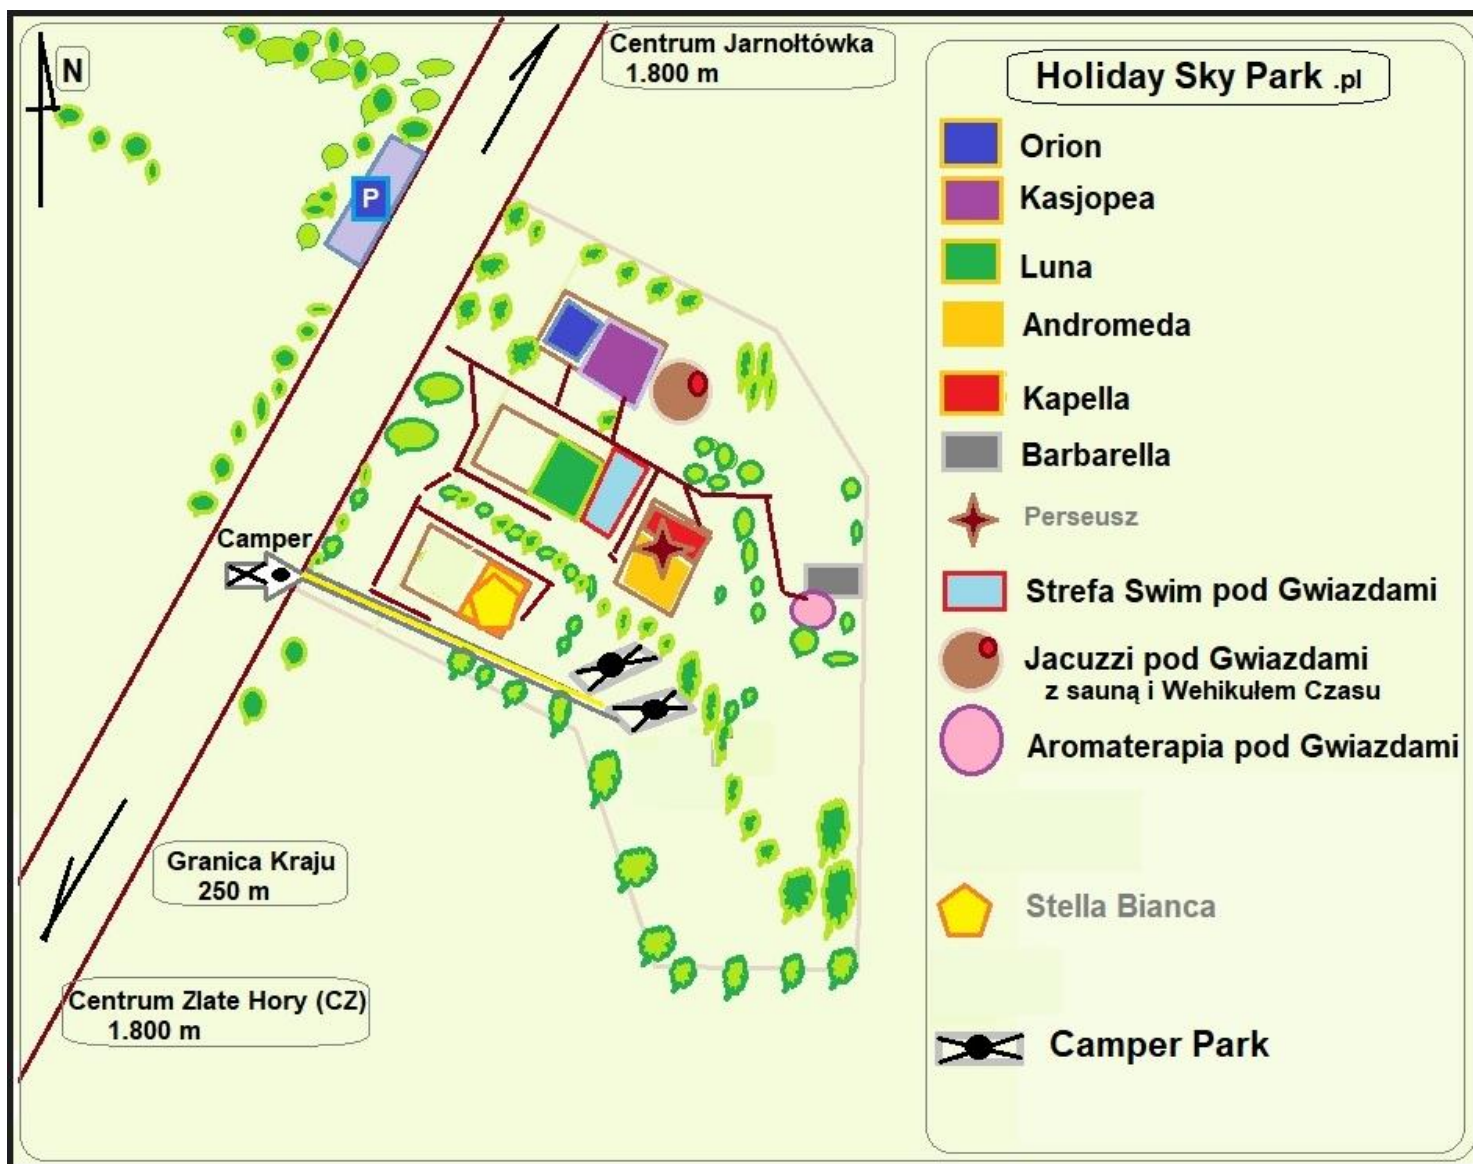 N
Centrum Jarnołtówka
1.800 m
P
Camper
Granica Kraju
250 m
Centrum Zlate Hory (CZ)
1.800 m
Holiday Sky Park .pl
Orion
Kasjopea
Luna
Andromeda
Kapella
Barbarella
Perseusz
Strefa Swim pod Gwiazdami
Jacuzzi pod Gwiazdami
z sauną i Wehikułem Czasu
Aromaterapia pod Gwiazdami
Stella Bianca
Camper Park